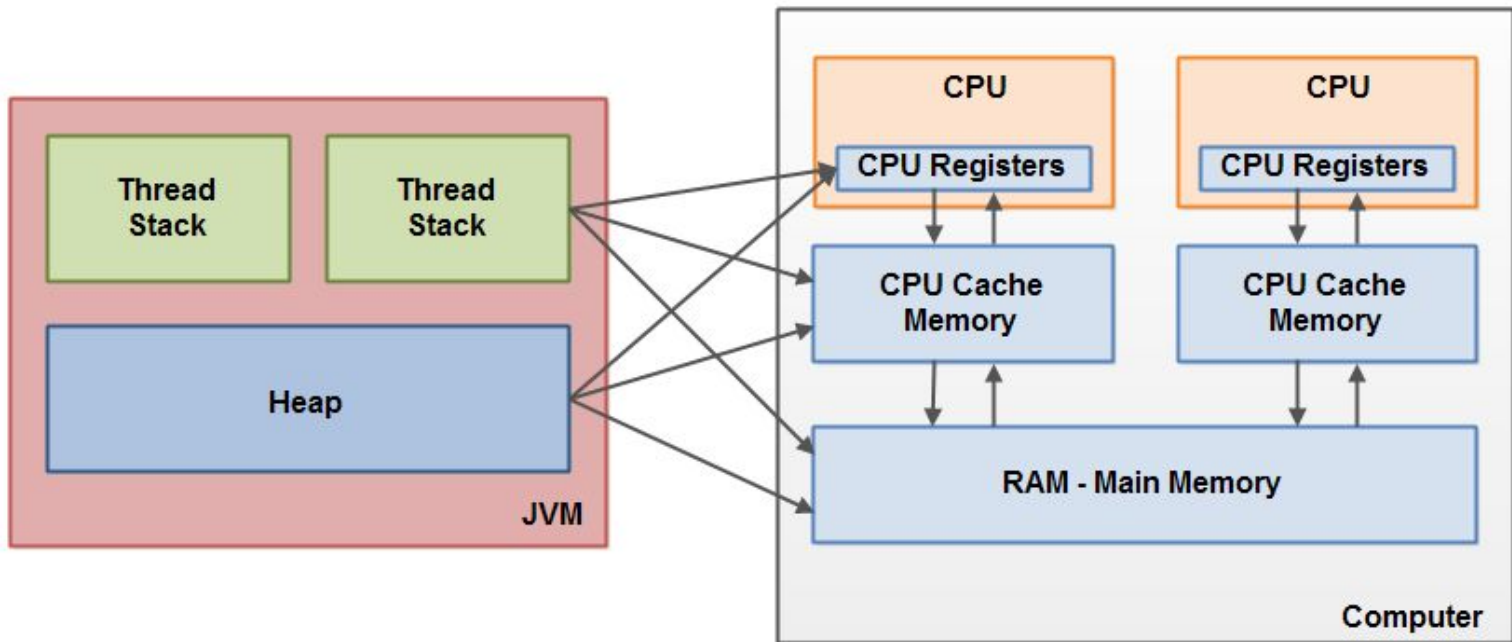 CPU
CPU
CPU Registers
CPU Registers
Thread
Stack
Thread
Stack
CPU Cache
Memory
CPU Cache
Memory
Heap
RAM - Main Memory
JVM
Computer